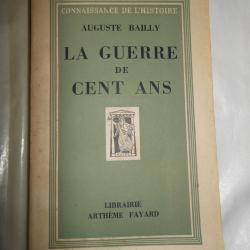 CONNAISSANCE DE L'HISTOIRE
AUGUSTE BAILLY
LA GUERRE
DE
CENT ANS
LIBRAIRIE
ARTHÈME FAYARD